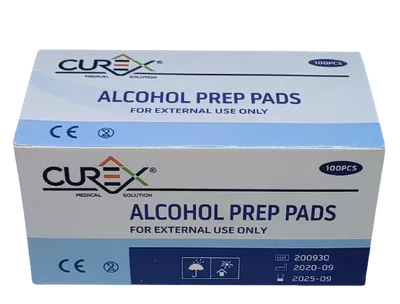 CUREX®
MEDICAL SOLUTION
100PCS
ALCOHOL PREP PADS
FOR EXTERNAL USE ONLY
CE
CUREX®
MEDICAL SOLUTION
100PCS
ALCOHOL PREP PADS
FOR EXTERNAL USE ONLY
CE
LOT 200930
2020-09
2025-09